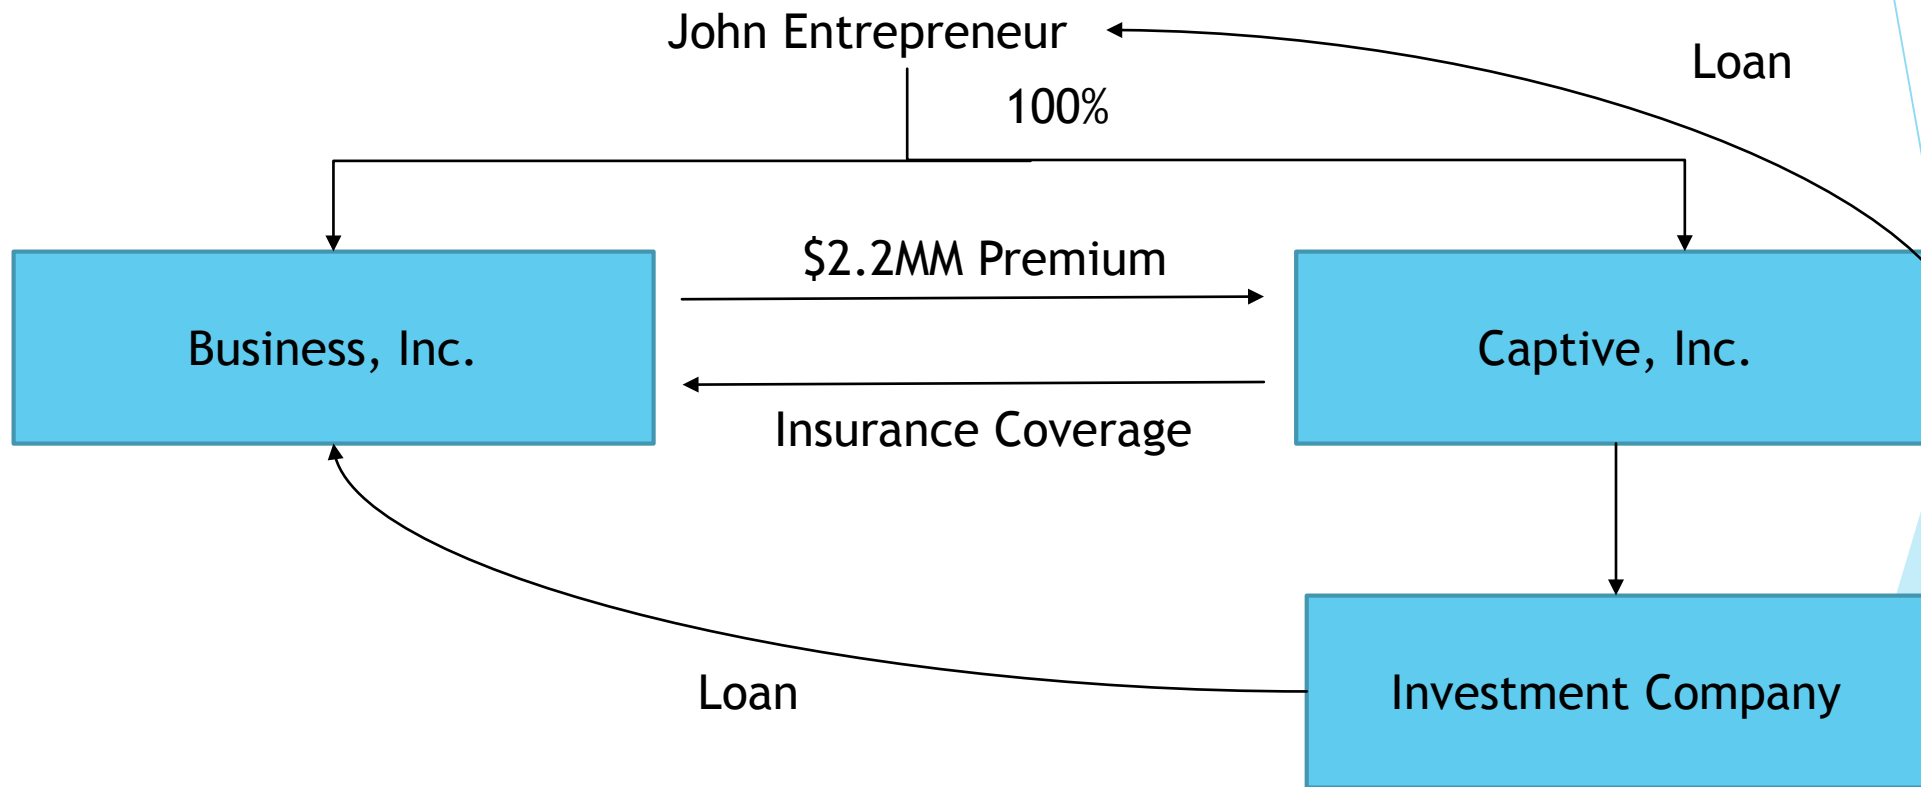 John Entrepreneur
Loan
100%
$2.2MM Premium
Business, Inc.
Captive, Inc.
Insurance Coverage
Loan
Investment Company